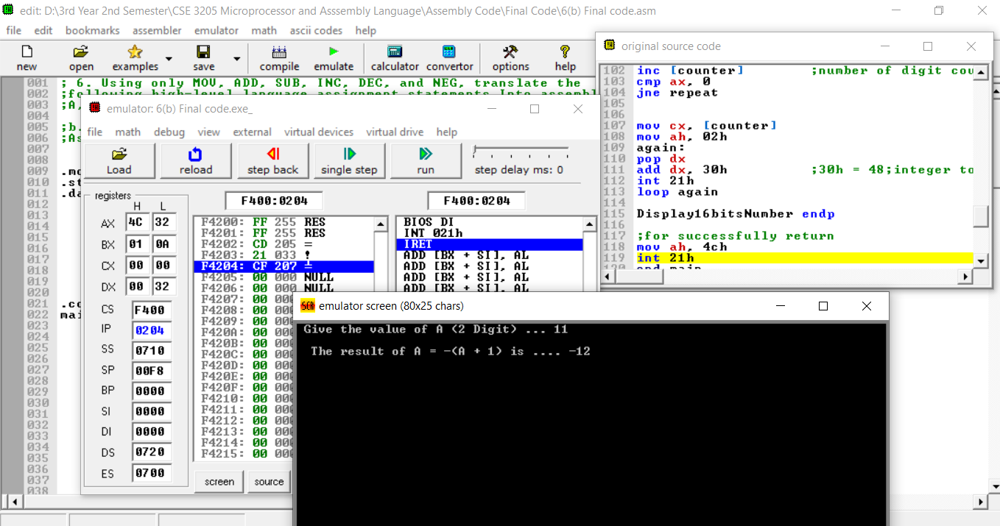 edit: D:\3rd Year 2nd Semester\CSE 3205 Microprocessor and Asssembly Language\Assembly Code\Final Code\6(b) Final code.asm
file edit bookmarks assembler emulator math ascii codes help
new open examples save compile emulate calculator convertor options help
001 ; 6. Using only MOV, ADD, SUB, INC, DEC, and NEG, translate the
002 ;following high-level language assignment statements Into assembl
003 ;A,
004
005 ;b.
006 ;As
007
008
009 .mo
010 .st
011 .da
012
013
014
015
016
017
018
019
020
021 .co
022 mai
023
024
025
026
027
028
029
030
031
032
033
034
035
036
037
038
emulator: 6(b) Final code.exe_
file math debug view external virtual devices virtual drive help
Load reload step back single step run step delay ms: 0
registers
H L
AX 4C 32
BX 01 0A
CX 00 00
DX 00 32
CS F400
IP 0204
SS 0710
SP 00F8
BP 0000
SI 0000
DI 0000
DS 0720
ES 0700
F400:0204 F400:0204
F4200: FF 255 RES
F4201: FF 255 RES
F4202: CD 205 =
F4203: 21 033 !
F4204: CF 207 ╧
F4205: 00 000 NULL
F4206: 00 000 NULL
F4207: 00 000
F4208: 00 000
F4209: 00 000
F420A: 00 000
F420B: 00 000
F420C: 00 000
F420D: 00 000
F420E: 00 000
F420F: 00 000
F4210: 00 000
F4211: 00 000
F4212: 00 000
F4213: 00 000
F4214: 00 000
F4215: 00 000
BIOS DI
INT 021h
IRET
ADD [BX + SI], AL
ADD [BX + SI], AL
ADD [BX + SI], AL
ADD [BX + SI], AL
screen source
original source code
102 inc [counter] ;number of digit cou
103 cmp ax, 0
104 jne repeat
105
106
107 mov cx, [counter]
108 mov ah, 02h
109 again:
110 pop dx
111 add dx, 30h ;30h = 48;integer to
112 int 21h
113 loop again
114
115 Display16bitsNumber endp
116
117 ;for successfully return
118 mov ah, 4ch
119 int 21h
120 end main
emulator screen (80x25 chars)
Give the value of A (2 Digit) ... 11
The result of A = -(A + 1) is .... -12